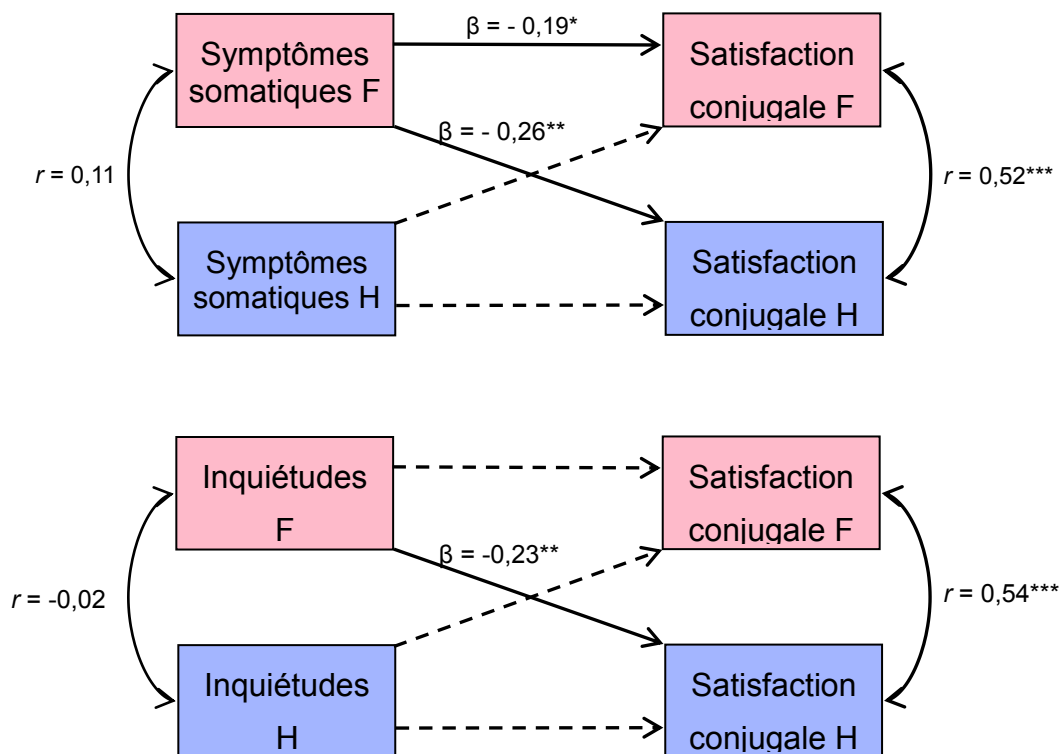 β = - 0,19*
Symptômes
somatiques F
Satisfaction
conjugale F
β = - 0,26**
r = 0,11
r = 0,52***
Symptômes
somatiques H
Satisfaction
conjugale H
Inquiétudes
F
Satisfaction
conjugale F
β = -0,23**
r = -0,02
r = 0,54***
Inquiétudes
H
Satisfaction
conjugale H